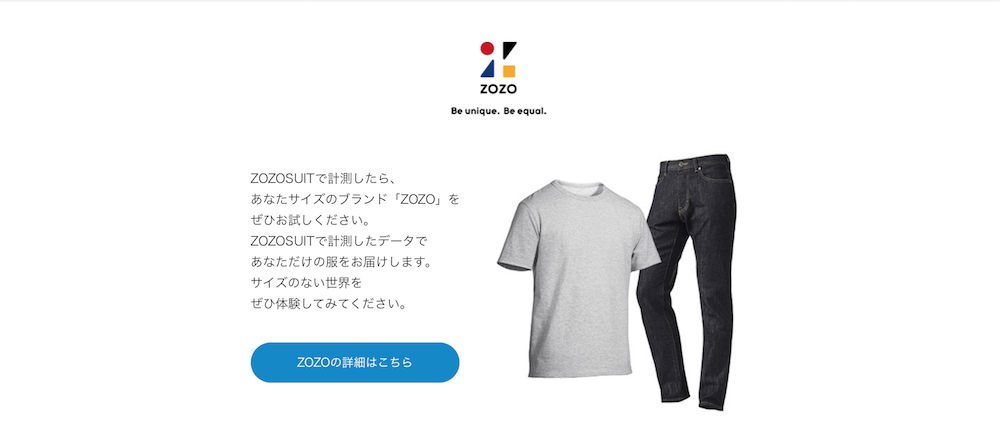 ZOZO
Be unique. Be equal.
ZOZOSUITで計測したら、
あなたサイズのブランド「ZOZO」を
ぜひお試しください。
ZOZOSUITで計測したデータで
あなただけの服をお届けします。
サイズのない世界を
ぜひ体験してみてください。
ZOZOの詳細はこちら